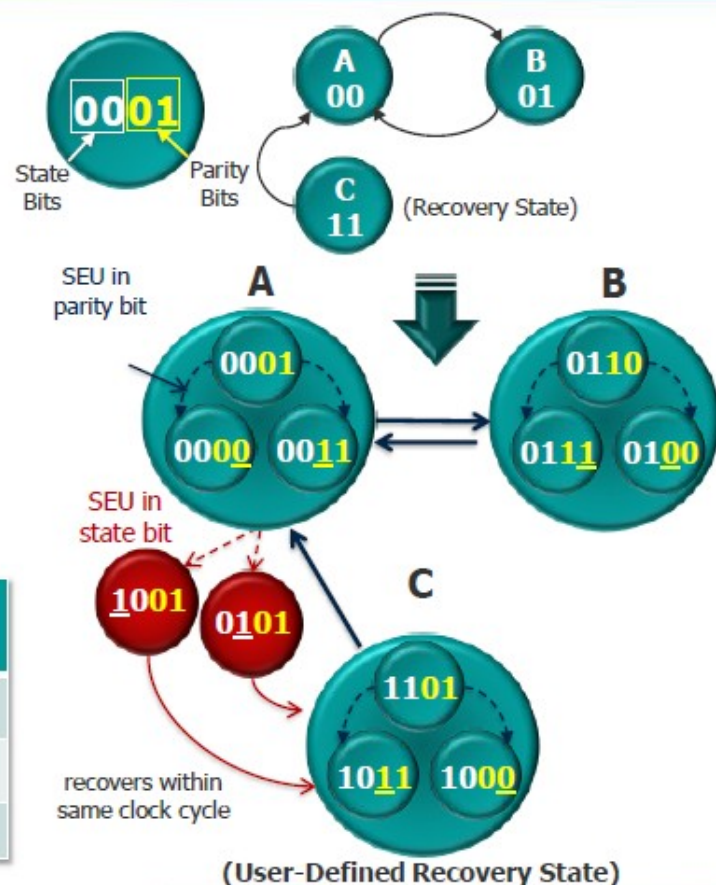 0001
State
Bits
Parity
Bits
A
00
B
01
C
11
(Recovery State)
SEU in
parity bit
A
B
0001
0000
0011
0110
0111
0100
SEU in
state bit
1001
0101
C
1101
1011
1000
recovers within
same clock cycle
(User-Defined Recovery State)